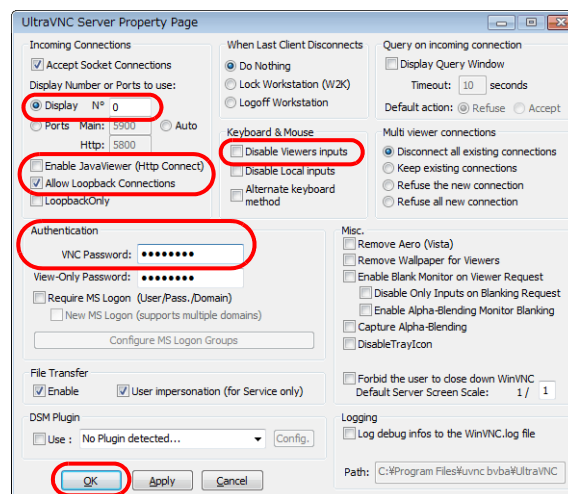 UltraVNC Server Property Page
Incoming Connections
Accept Socket Connections
Display Number or Ports to use:
Display N° 0
Ports Main: 5900 Auto
Http: 5800
Enable JavaViewer (Http Connect)
Allow Loopback Connections
LoopbackOnly
When Last Client Disconnects
Do Nothing
Lock Workstation (W2K)
Logoff Workstation
Keyboard & Mouse
Disable Viewers inputs
Disable Local inputs
Alternate keyboard
method
Query on incoming connection
Display Query Window
Timeout: 10 seconds
Default action: Refuse Accept
Multi viewer connections
Disconnect all existing connections
Keep existing connections
Refuse the new connection
Refuse all new connection
Authentication
VNC Password: ••••••••
View-Only Password: ••••••••
Require MS Logon (User/Pass./Domain)
New MS Logon (supports multiple domains)
Configure MS Logon Groups
Misc.
Remove Aero (Vista)
Remove Wallpaper for Viewers
Enable Blank Monitor on Viewer Request
Disable Only Inputs on Blanking Request
Enable Alpha-Blending Monitor Blanking
Capture Alpha-Blending
DisableTrayIcon
Forbid the user to close down WinVNC
Default Server Screen Scale: 1 / 1
File Transfer
Enable User impersonation (for Service only)
DSM Plugin
Use : No Plugin detected... Config.
Logging
Log debug infos to the WinVNC.log file
Path: C:¥Program Files¥uvnc bvba¥UltraVNC
OK Apply Cancel